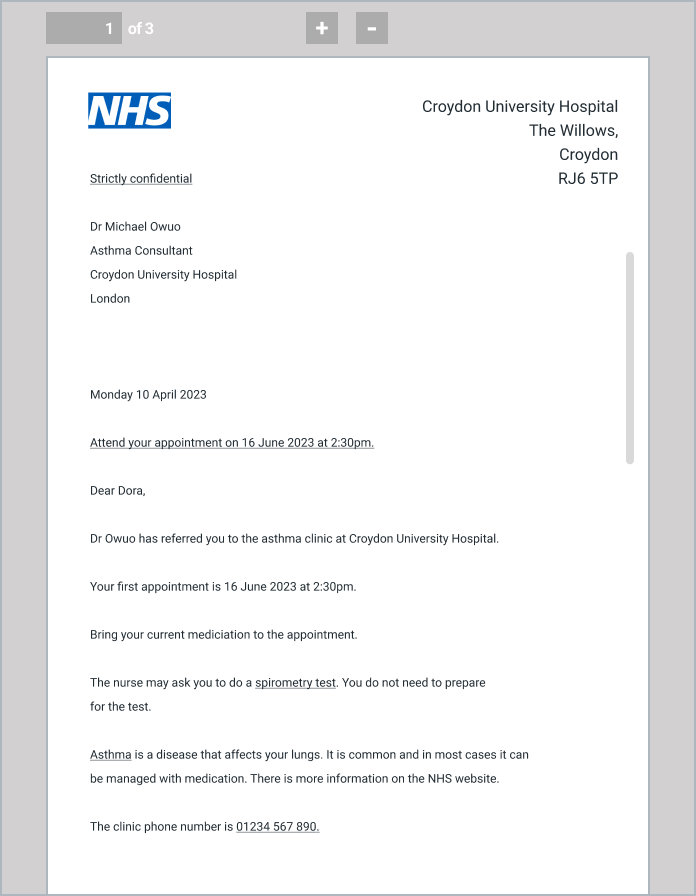 1 of 3
+ -
NHS
Croydon University Hospital
The Willows,
Croydon
RJ6 5TP
Strictly confidential
Dr Michael Owuo
Asthma Consultant
Croydon University Hospital
London
Monday 10 April 2023
Attend your appointment on 16 June 2023 at 2:30pm.
Dear Dora,
Dr Owuo has referred you to the asthma clinic at Croydon University Hospital.
Your first appointment is 16 June 2023 at 2:30pm.
Bring your current mediciation to the appointment.
The nurse may ask you to do a spirometry test. You do not need to prepare
for the test.
Asthma is a disease that affects your lungs. It is common and in most cases it can
be managed with medication. There is more information on the NHS website.
The clinic phone number is 01234 567 890.